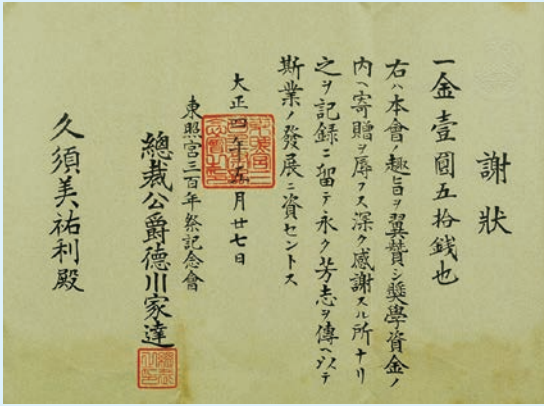 謝狀
一金壹圓五拾錢也
右ハ本會ノ趣旨ヲ翼賛シ奬學資金ノ
内ヘ寄贈ヲ辱フス深ク感謝スル所ナリ
之ヲ記録ニ留テ永ク芳志ヲ傳ヘ以テ
斯業ノ發展ニ資セントス
大正四年五月廿七日
東照宮三百年祭記念會
總裁公爵德川家達
久須美祐利殿